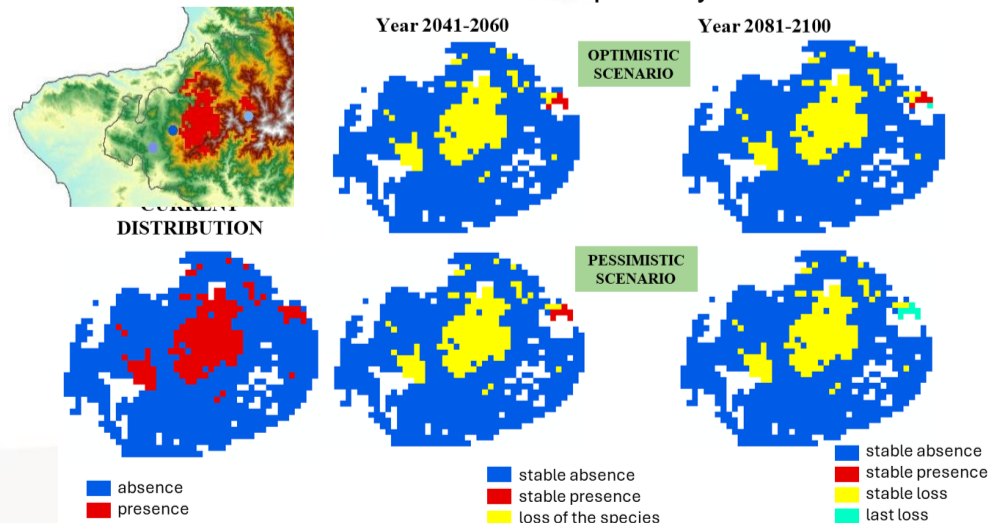 Year 2041-2060
Year 2081-2100
OPTIMISTIC
SCENARIO
CURRENT
DISTRIBUTION
PESSIMISTIC
SCENARIO
absence
presence
stable absence
stable presence
loss of the species
stable absence
stable presence
stable loss
last loss